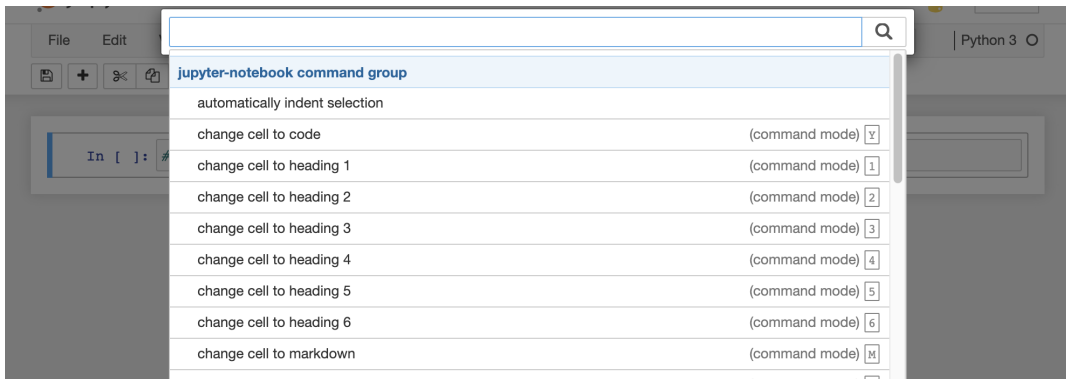 File Edit
Python 3
jupyter-notebook command group
automatically indent selection
change cell to code (command mode) Y
In [ ]: #
change cell to heading 1 (command mode) 1
change cell to heading 2 (command mode) 2
change cell to heading 3 (command mode) 3
change cell to heading 4 (command mode) 4
change cell to heading 5 (command mode) 5
change cell to heading 6 (command mode) 6
change cell to markdown (command mode) M